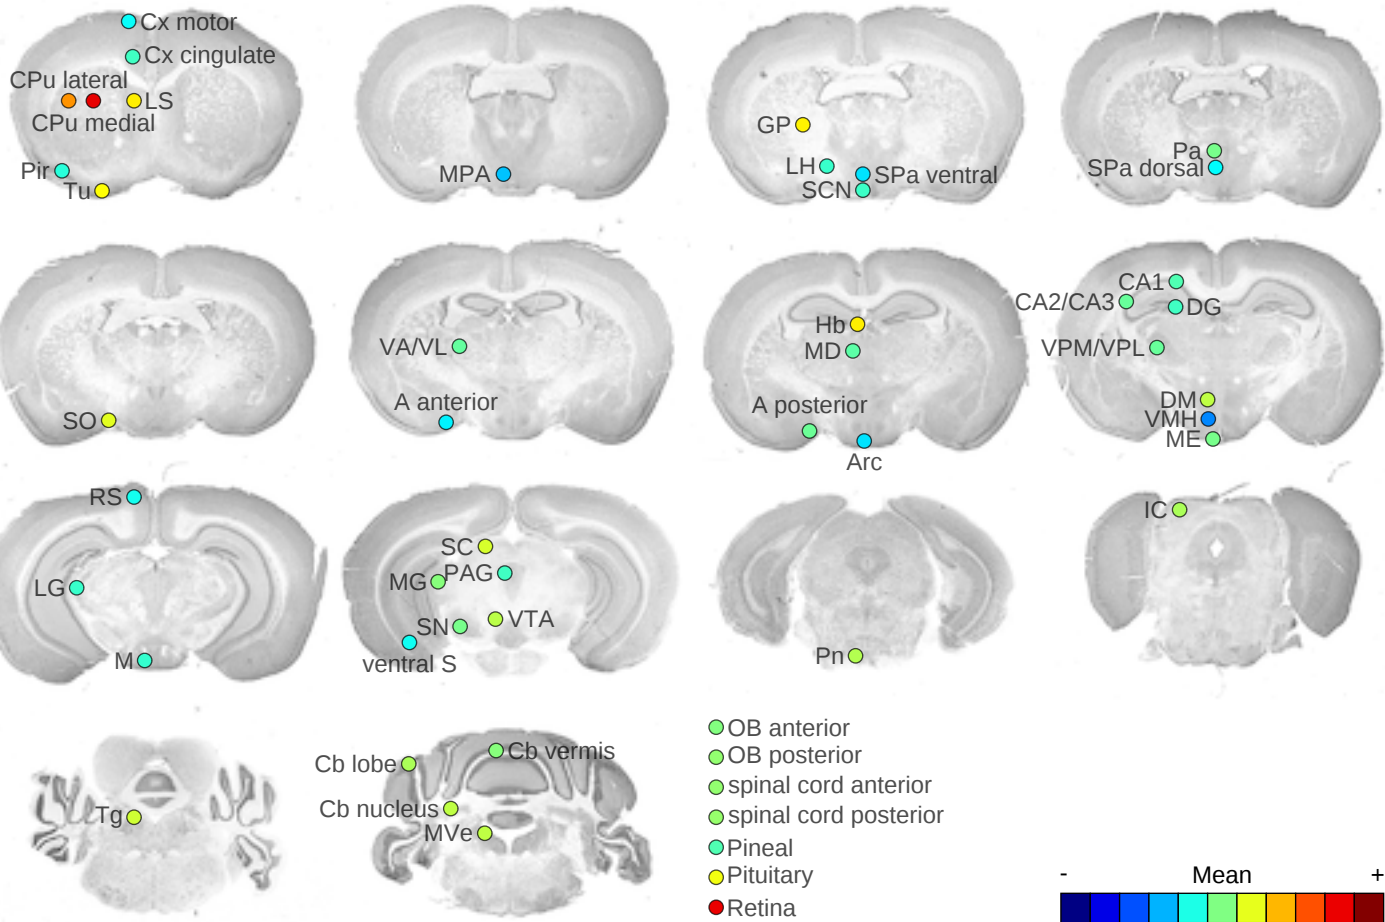 Cx motor
Cx cingulate
CPu lateral
LS
CPu medial
Pir
Tu
MPA
GP
LH
SPa ventral
SCN
Pa
SPa dorsal
SO
VA/VL
A anterior
Hb
MD
A posterior
Arc
CA1
CA2/CA3
DG
VPM/VPL
DM
VMH
ME
RS
LG
M
SC
PAG
MG
VTA
SN
ventral S
Pn
IC
Tg
Cb vermis
Cb lobe
Cb nucleus
MVe
OB anterior
OB posterior
spinal cord anterior
spinal cord posterior
Pineal
Pituitary
Retina
- Mean +